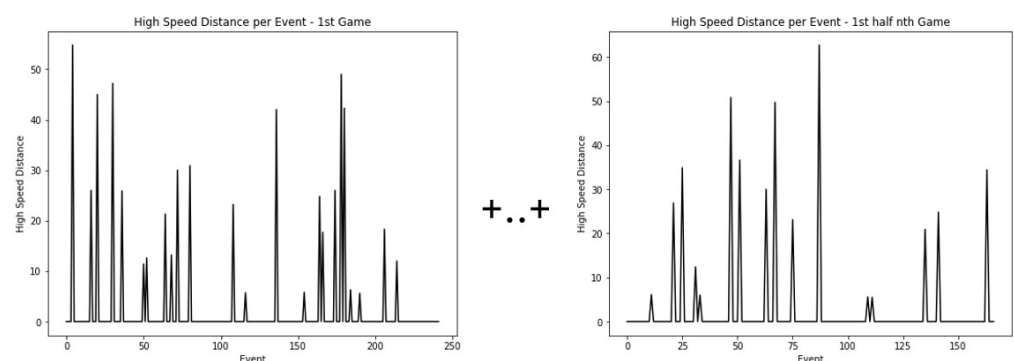 High Speed Distance per Event - 1st Game
High Speed Distance
50
40
30
20
10
0
0 50 100 150 200 250
Event
+..+
High Speed Distance per Event - 1st half nth Game
High Speed Distance
60
50
40
30
20
10
0
0 25 50 75 100 125 150
Event